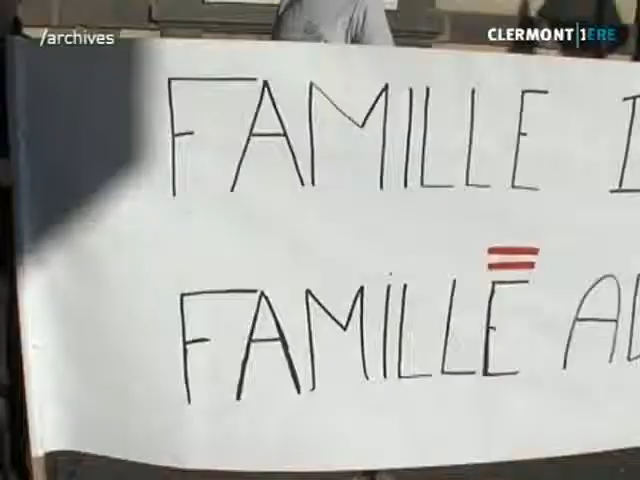 /archives
CLERMONT|1ERE
FAMILLE
=
FAMILLE